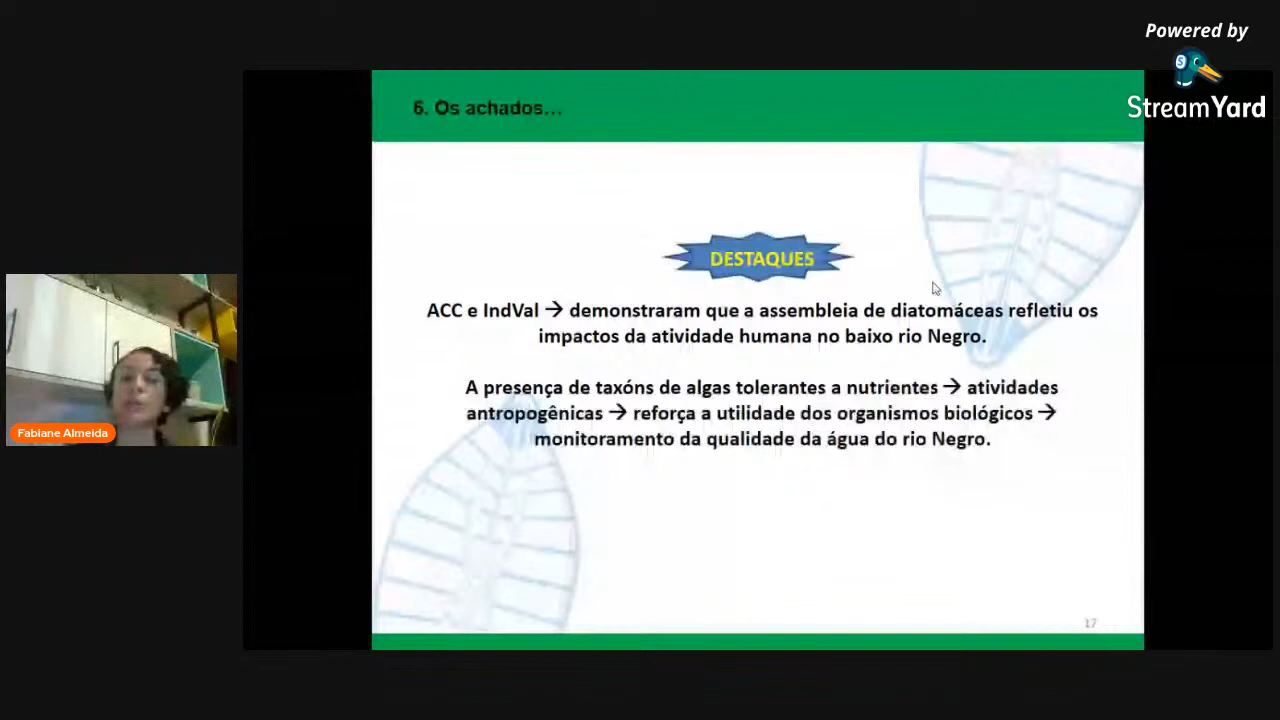 Powered by
StreamYard
6. Os achados...
DESTAQUES
ACC e IndVal → demonstraram que a assembleia de diatomáceas refletiu os
impactos da atividade humana no baixo rio Negro.
A presença de taxóns de algas tolerantes a nutrientes → atividades
antropogênicas → reforça a utilidade dos organismos biológicos →
monitoramento da qualidade da água do rio Negro.
17
Fabiane Almeida